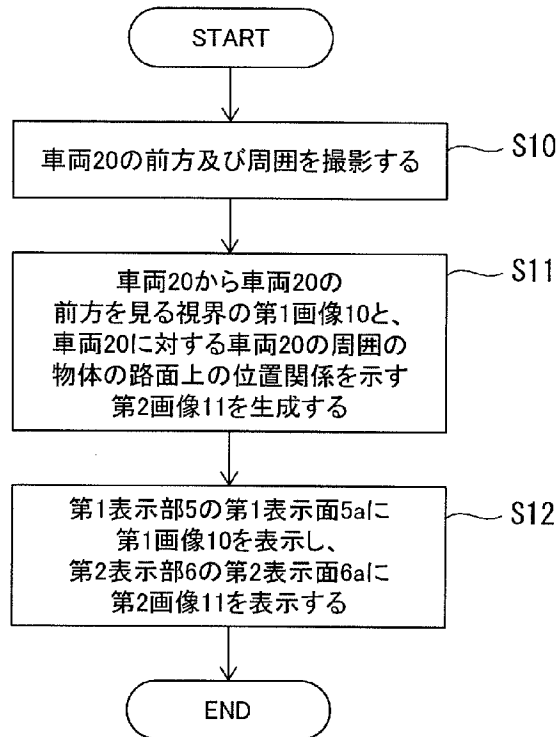 START
車両20の前方及び周囲を撮影する
S10
車両20から車両20の
前方を見る視界の第1画像10と、
車両20に対する車両20の周囲の
物体の路面上の位置関係を示す
第2画像11を生成する
S11
第1表示部5の第1表示面5aに
第1画像10を表示し、
第2表示部6の第2表示面6aに
第2画像11を表示する
S12
END